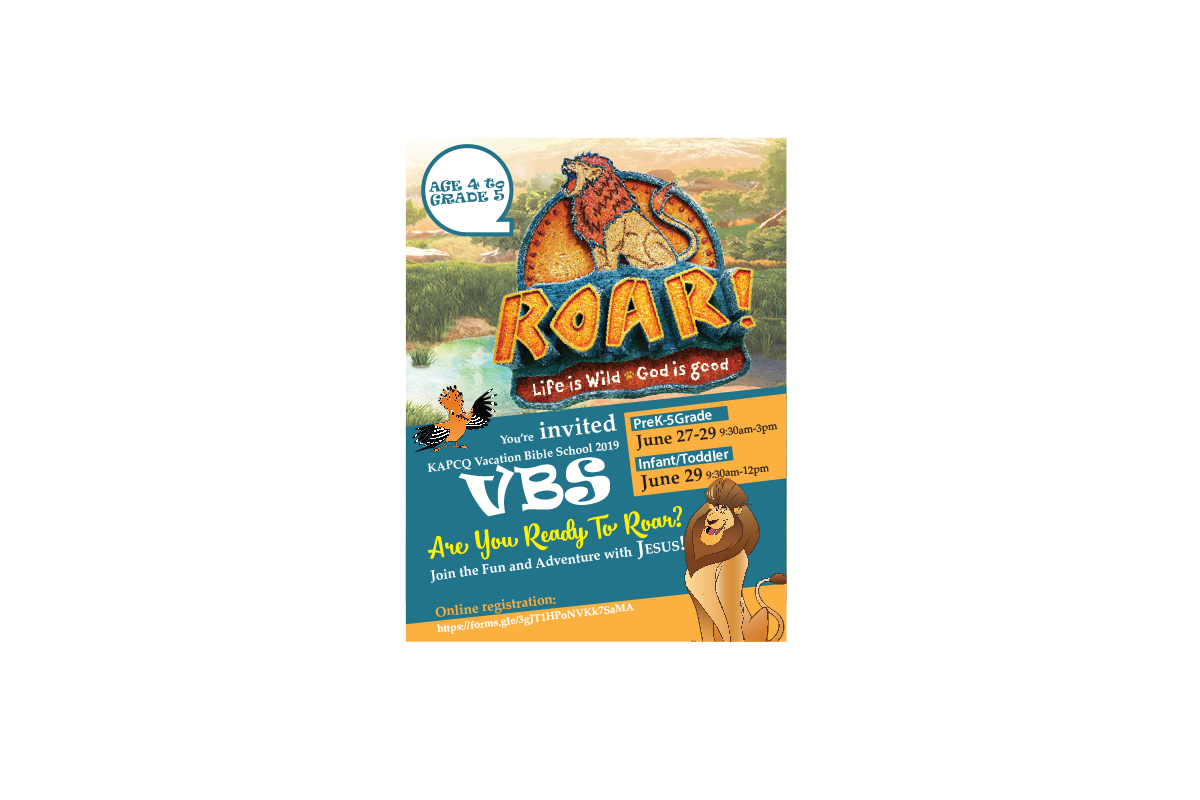 AGE 4 to
GRADE 5
ROAR!
Life is Wild God is good
You're invited
KAPCQ Vacation Bible School 2019
VBS
PreK-5Grade
June 27-29 9:30am-3pm
Infant/Toddler
June 29 9:30am-12pm
Are You Ready To Roar?
Join the Fun and Adventure with JESUS!
Online registration:
https://forms.gle/3gJT1HPoNVKk7SaMA